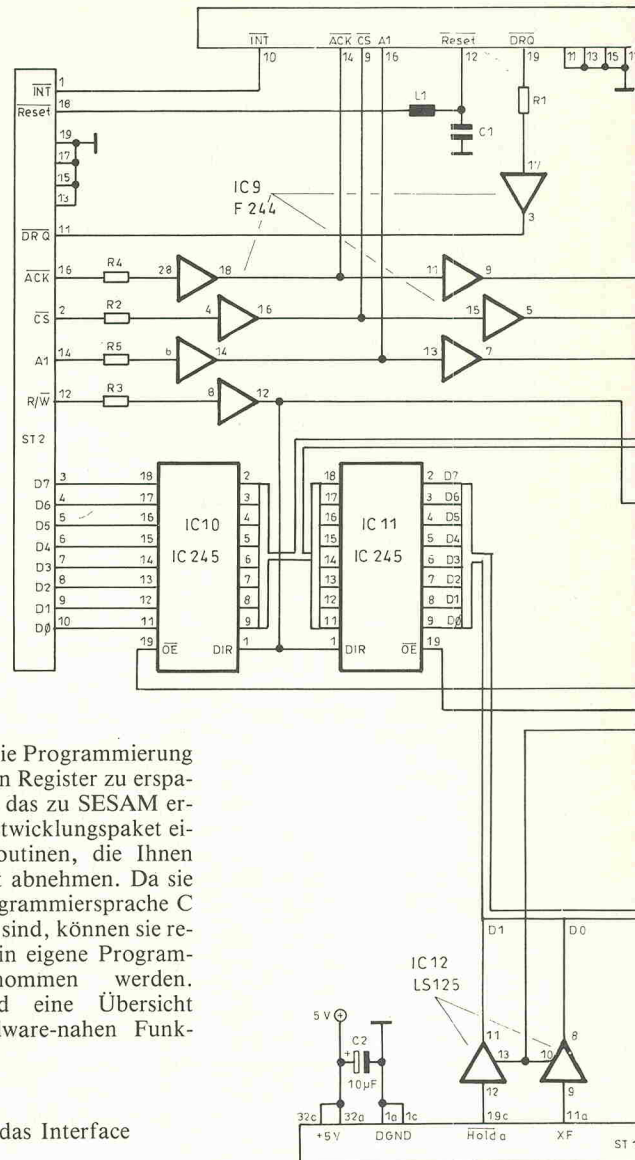 INT ACK CS A1 Reset DRQ
10 14 9 16 12 19 11 13 15
INT 1
Reset 18
L1
C1
R1
19
17
15
13
17
IC9
F 244
3
DRQ 11
ACK 16 R4 28 18 11 9
CS 2 R2 4 16 15 5
A1 14 R5 6 14 13 7
R/W 12 R3 8 12
ST 2
D7 3 18 2 18 2 D7
D6 4 17 3 17 3 D6
D5 5 16 4 16 4 D5
D4 6 15 5 15 5 D4
D3 7 14 6 14 6 D3
D2 8 13 7 13 7 D2
D1 9 12 8 12 8 D1
DØ 10 11 9 11 9 DØ
IC10
IC 245
IC 11
IC 245
19 OE DIR 1 1 DIR OE 19
ie Programmierung
n Register zu erspa-
das zu SESAM er-
twicklungspaket ei-
outinen, die Ihnen
t abnehmen. Da sie
grammiersprache C
sind, können sie re-
in eigene Program-
nommen werden.
d eine Übersicht
dware-nahen Funk-
das Interface
D1 D0
IC12
LS125
11 8
13 10
12 9
5 V
C2
+
10µF
32c 32a 1a 1c 19c 11a
+5V DGND Holda XF ST 1